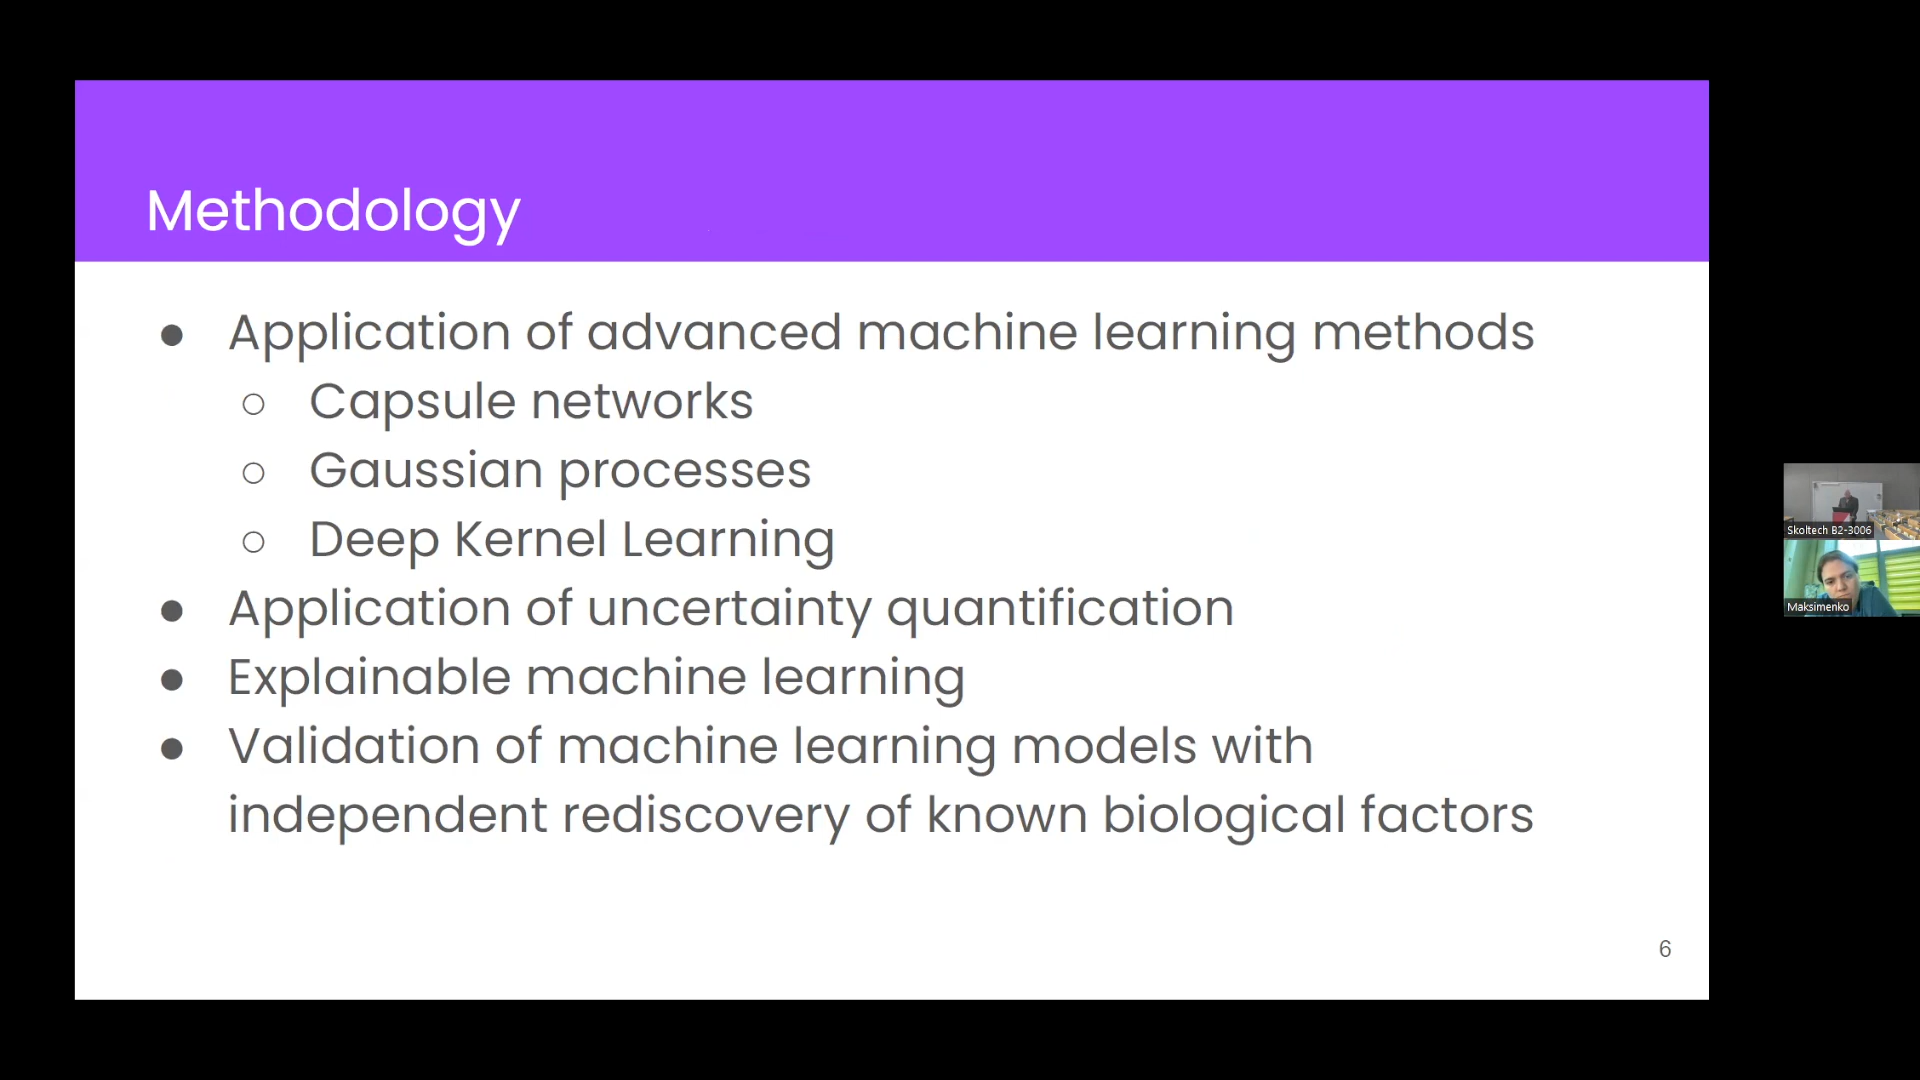 Methodology
● Application of advanced machine learning methods
○ Capsule networks
○ Gaussian processes
○ Deep Kernel Learning
● Application of uncertainty quantification
● Explainable machine learning
● Validation of machine learning models with
independent rediscovery of known biological factors
6
Skoltech B2-3006
Maksimenko